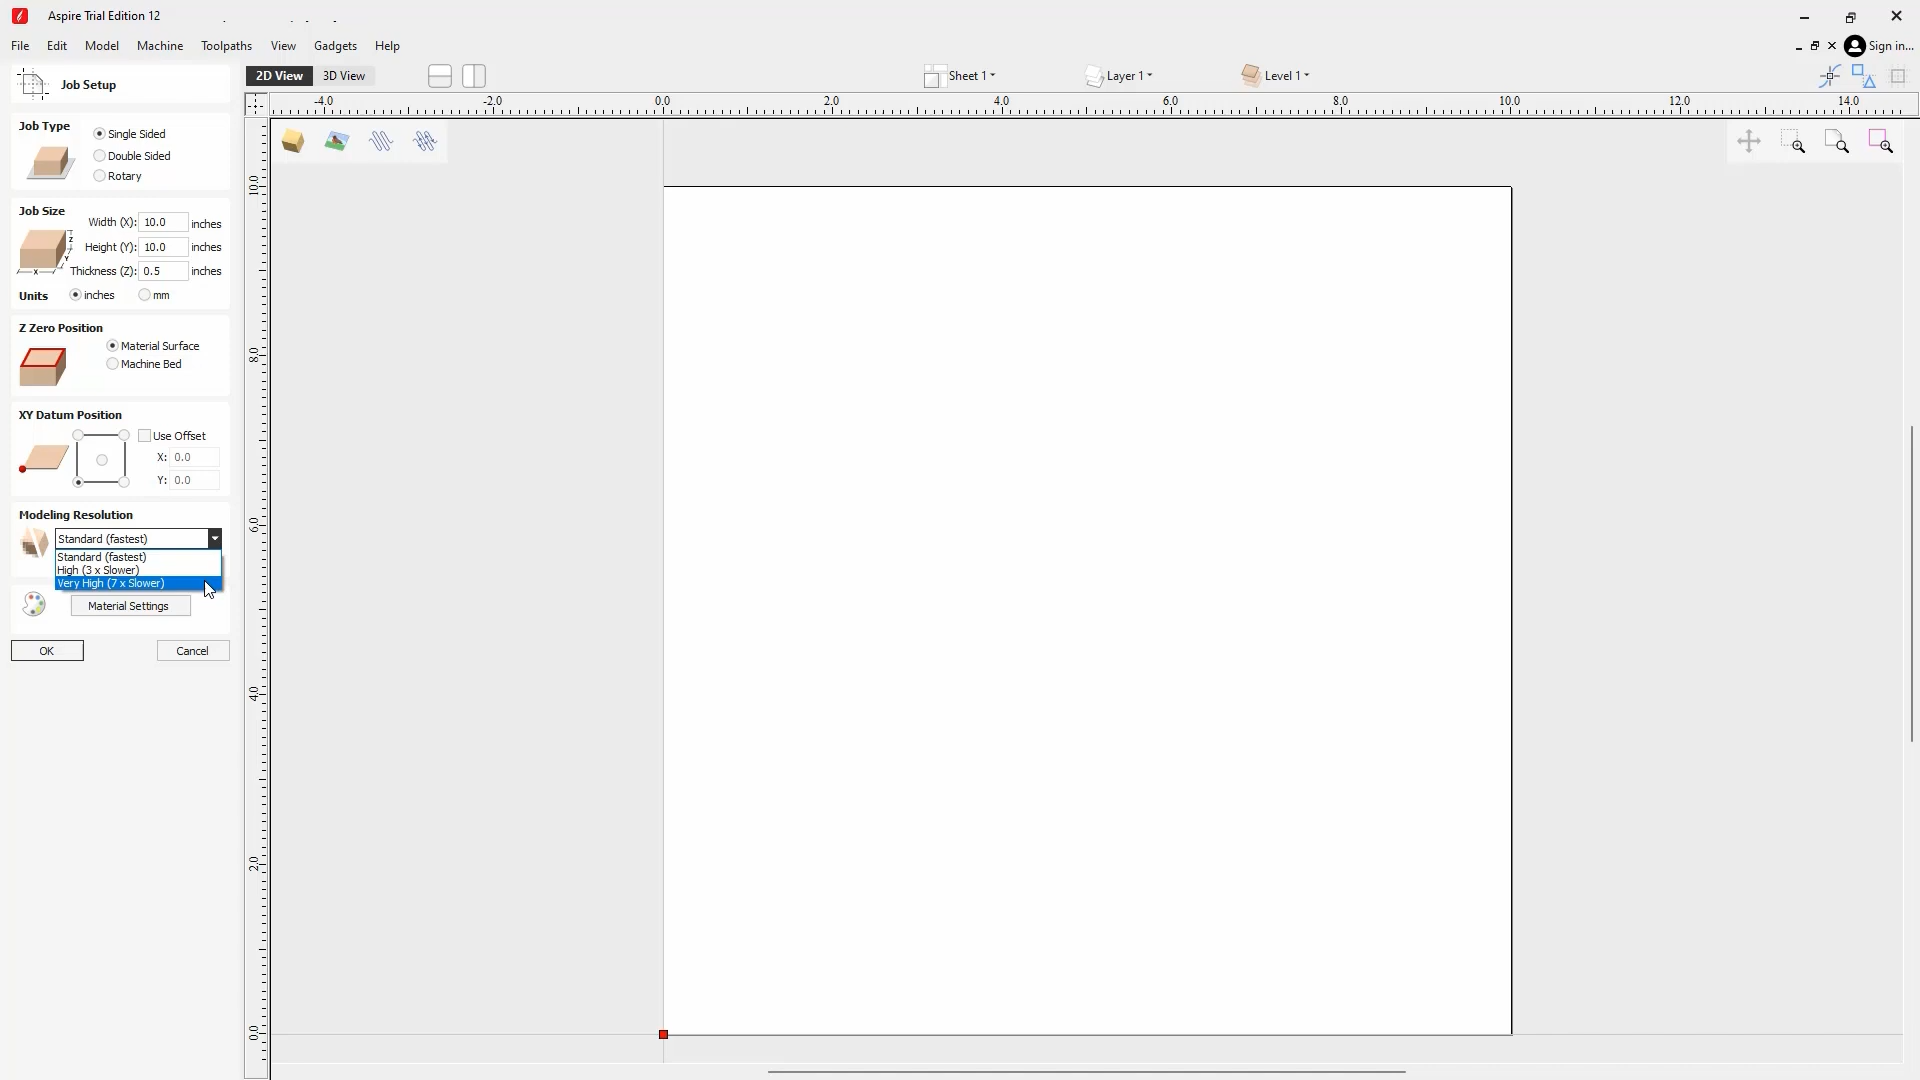 Aspire Trial Edition 12
File Edit Model Machine Toolpaths View Gadgets Help
Sign in...
Job Setup
2D View 3D View Sheet 1 Layer 1 Level 1
-4.0 -2.0 0.0 2.0 4.0 6.0 8.0 10.0 12.0 14.0
Job Type
Single Sided
Double Sided
Rotary
Job Size
Width (X): 10.0 inches
Height (Y): 10.0 inches
Thickness (Z): 0.5 inches
Z
Y
X
Units inches mm
Z Zero Position
Material Surface
Machine Bed
XY Datum Position
Use Offset
X: 0.0
Y: 0.0
Modeling Resolution
Standard (fastest)
Standard (fastest)
High (3 x Slower)
Very High (7 x Slower)
Material Settings
OK Cancel
10.0
8.0
6.0
4.0
2.0
0.0